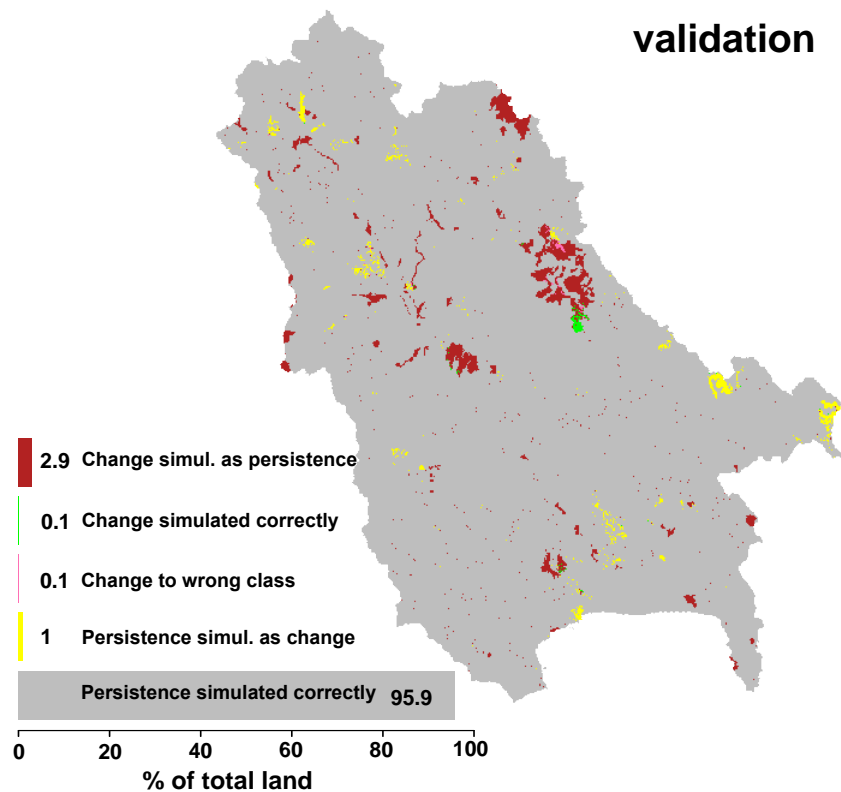 validation
2.9 Change simul. as persistence
0.1 Change simulated correctly
0.1 Change to wrong class
1 Persistence simul. as change
Persistence simulated correctly 95.9
0 20 40 60 80 100
% of total land